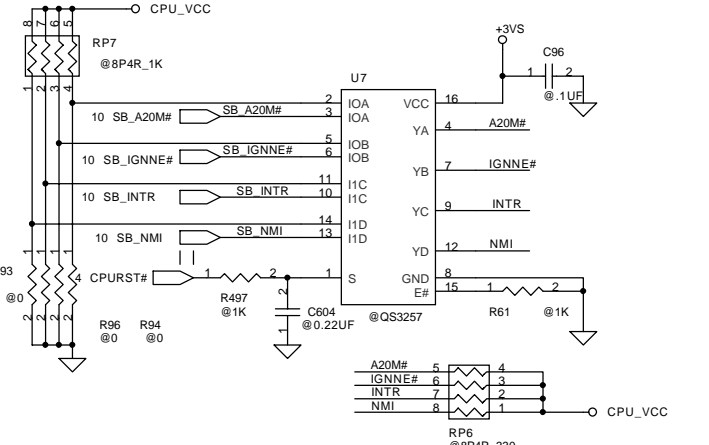 CPU_VCC
8 7 6 5
RP7
@8P4R_1K
1 2 3 4
+3VS
C96
1 2
@.1UF
U7
2 IOA VCC 16
10 SB_A20M# SB_A20M# 3 IOA
YA 4 A20M#
5 IOB
10 SB_IGNNE# SB_IGNNE# 6 IOB
YB 7 IGNNE#
11 I1C
10 SB_INTR SB_INTR 10 I1C
YC 9 INTR
14 I1D
10 SB_NMI SB_NMI 13 I1D
YD 12 NMI
1 1 1 1
93
@0
4
CPURST# 1 2 1 S
GND 8
E# 15 1 2
R497
@1K
2
C604
@0.22UF
1
@QS3257
R61 @1K
2 2 2 2
R96 R94
@0 @0
A20M# 5 4
IGNNE# 6 3
INTR 7 2
NMI 8 1
CPU_VCC
RP6
@8P4R_330